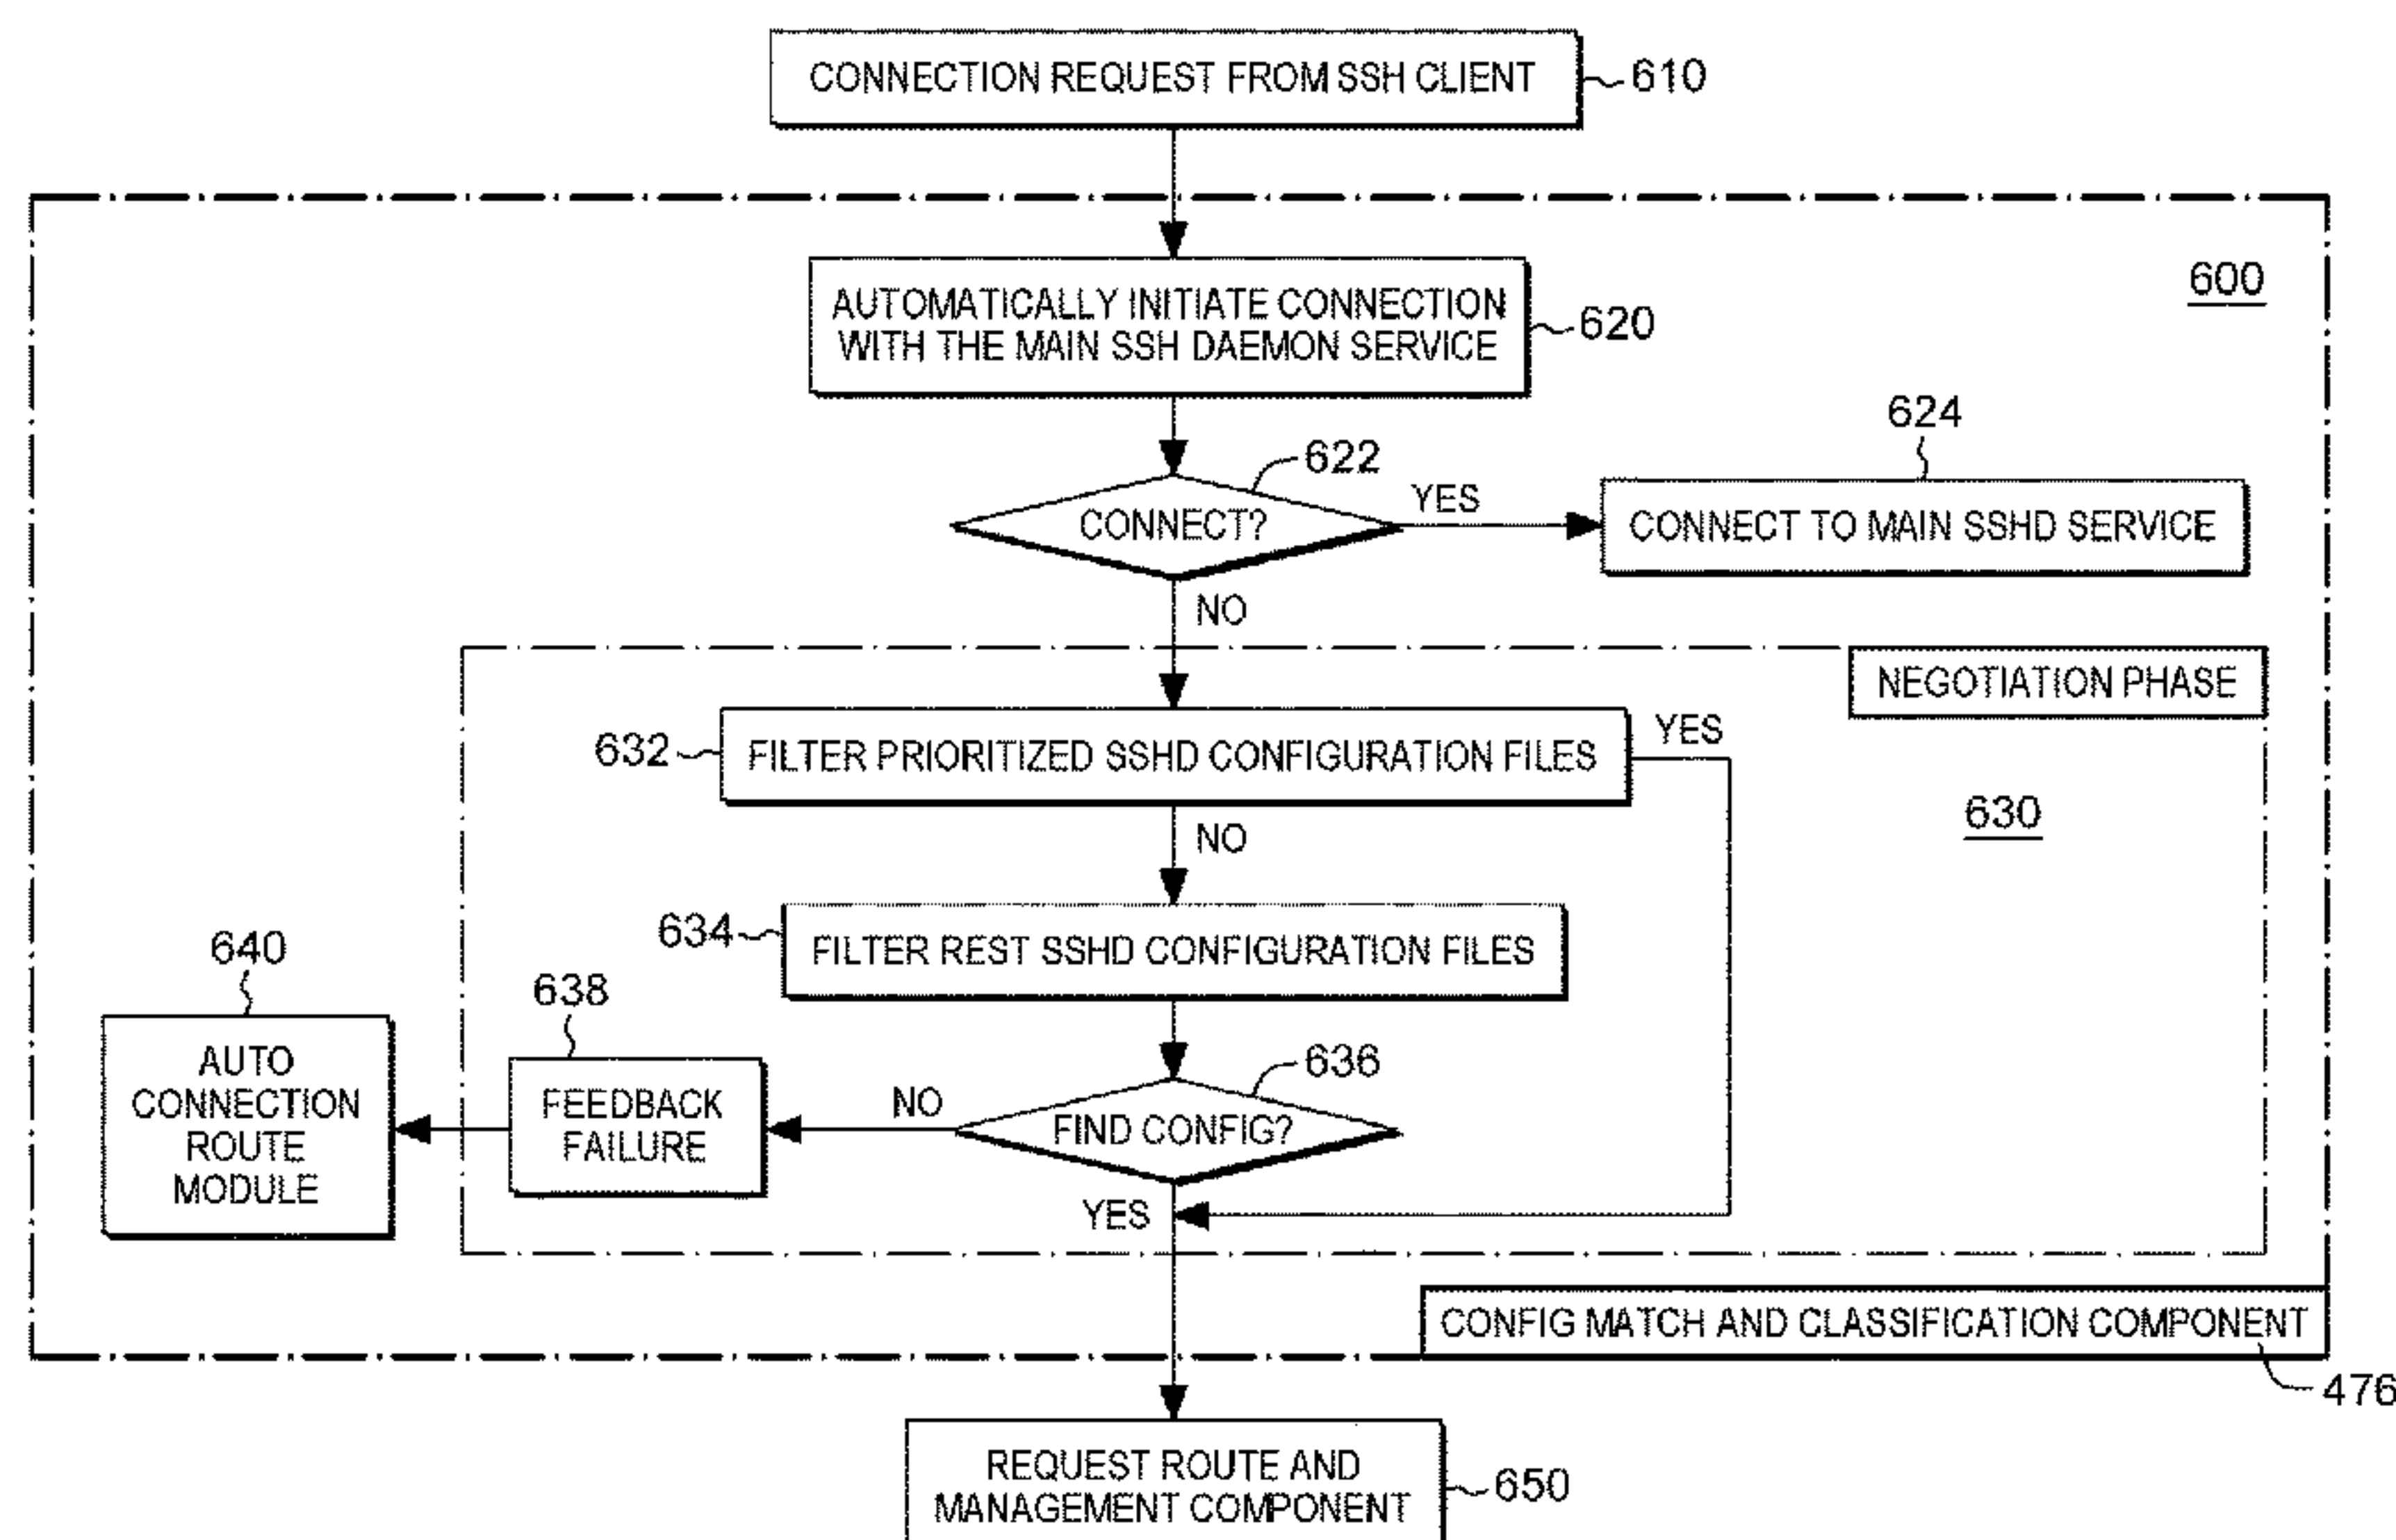 CONNECTION REQUEST FROM SSH CLIENT
610
600
AUTOMATICALLY INITIATE CONNECTION
WITH THE MAIN SSH DAEMON SERVICE
620
622
CONNECT?
YES
624
CONNECT TO MAIN SSHD SERVICE
NO
NEGOTIATION PHASE
630
632
FILTER PRIORITIZED SSHD CONFIGURATION FILES
YES
NO
634
FILTER REST SSHD CONFIGURATION FILES
636
FIND CONFIG?
NO
638
FEEDBACK
FAILURE
640
AUTO
CONNECTION
ROUTE
MODULE
YES
CONFIG MATCH AND CLASSIFICATION COMPONENT
476
REQUEST ROUTE AND
MANAGEMENT COMPONENT
650